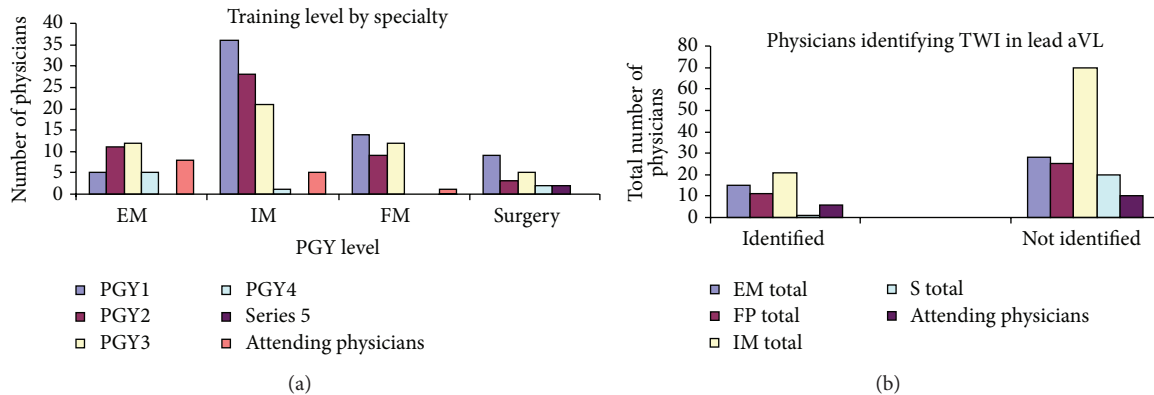 Training level by specialty
Number of physicians
40
35
30
25
20
15
10
5
0
EM IM FM Surgery
PGY level
PGY1 PGY4
PGY2 Series 5
PGY3 Attending physicians
(a)
Physicians identifying TWI in lead aVL
Total number of
physicians
80
70
60
50
40
30
20
10
0
Identified Not identified
EM total S total
FP total Attending physicians
IM total
(b)